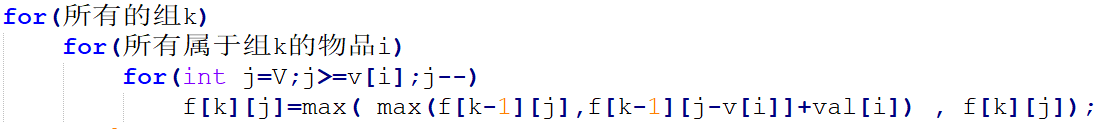 for(所有的组k)
for(所有属于组k的物品i)
for(int j=V;j>=v[i];j--)
f[k][j]=max( max(f[k-1][j],f[k-1][j-v[i]]+val[i]) , f[k][j]);